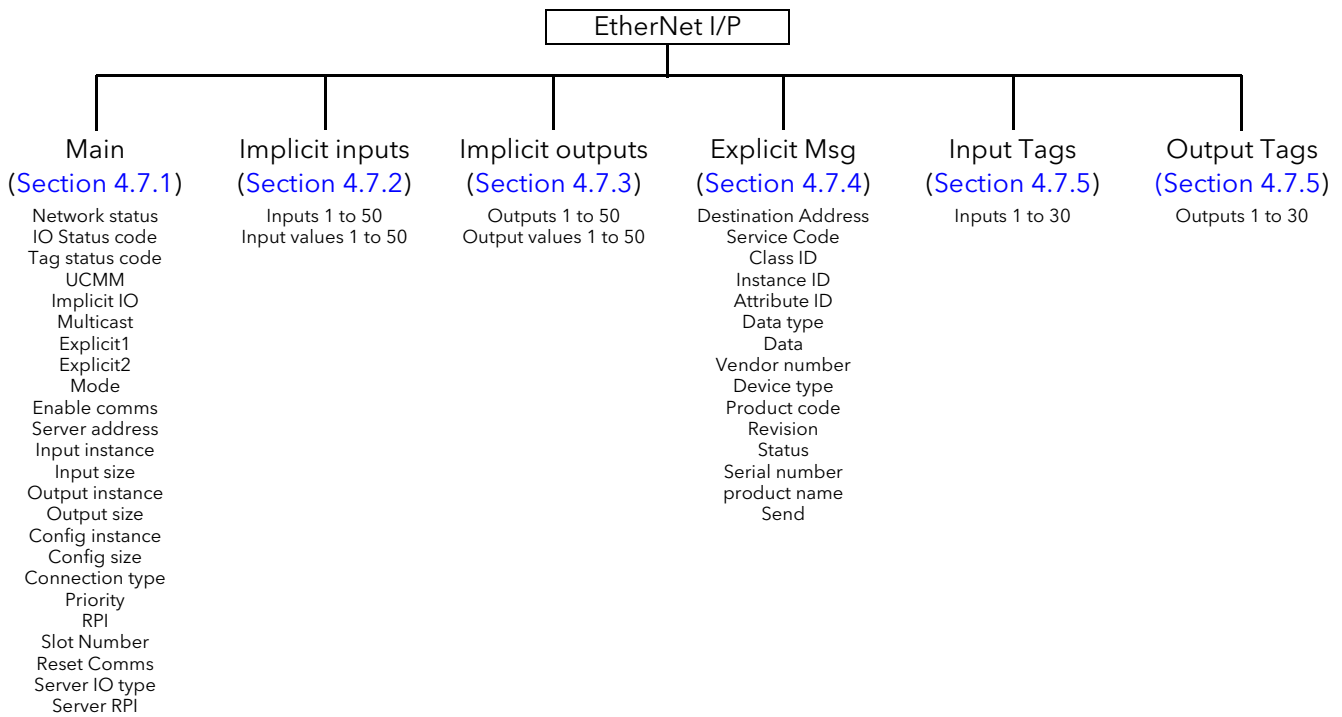 EtherNet I/P
Main
(Section 4.7.1)
Network status
IO Status code
Tag status code
UCMM
Implicit IO
Multicast
Explicit1
Explicit2
Mode
Enable comms
Server address
Input instance
Input size
Output instance
Output size
Config instance
Config size
Connection type
Priority
RPI
Slot Number
Reset Comms
Server IO type
Server RPI
Implicit inputs
(Section 4.7.2)
Inputs 1 to 50
Input values 1 to 50
Implicit outputs
(Section 4.7.3)
Outputs 1 to 50
Output values 1 to 50
Explicit Msg
(Section 4.7.4)
Destination Address
Service Code
Class ID
Instance ID
Attribute ID
Data type
Data
Vendor number
Device type
Product code
Revision
Status
Serial number
product name
Send
Input Tags
(Section 4.7.5)
Inputs 1 to 30
Output Tags
(Section 4.7.5)
Outputs 1 to 30